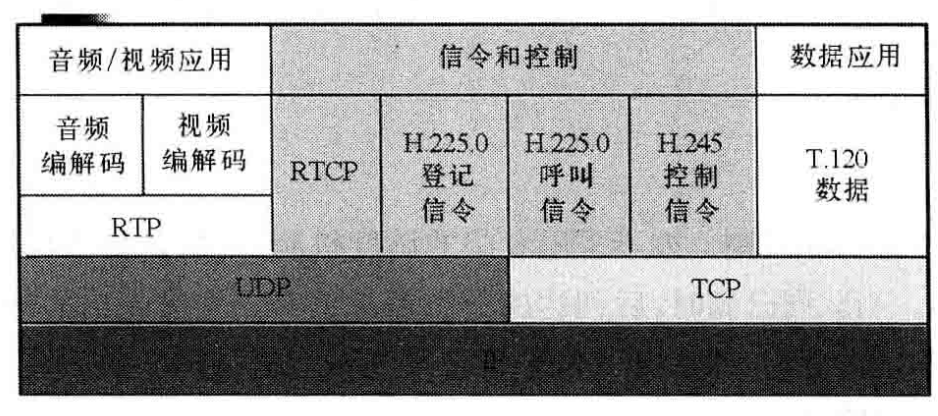 音频/视频应用
信令和控制
数据应用
音频
编解码
视频
编解码
RTCP
H.225.0
登记
信令
H.225.0
呼叫
信令
H.245
控制
信令
T.120
数据
RTP
UDP
TCP
IP